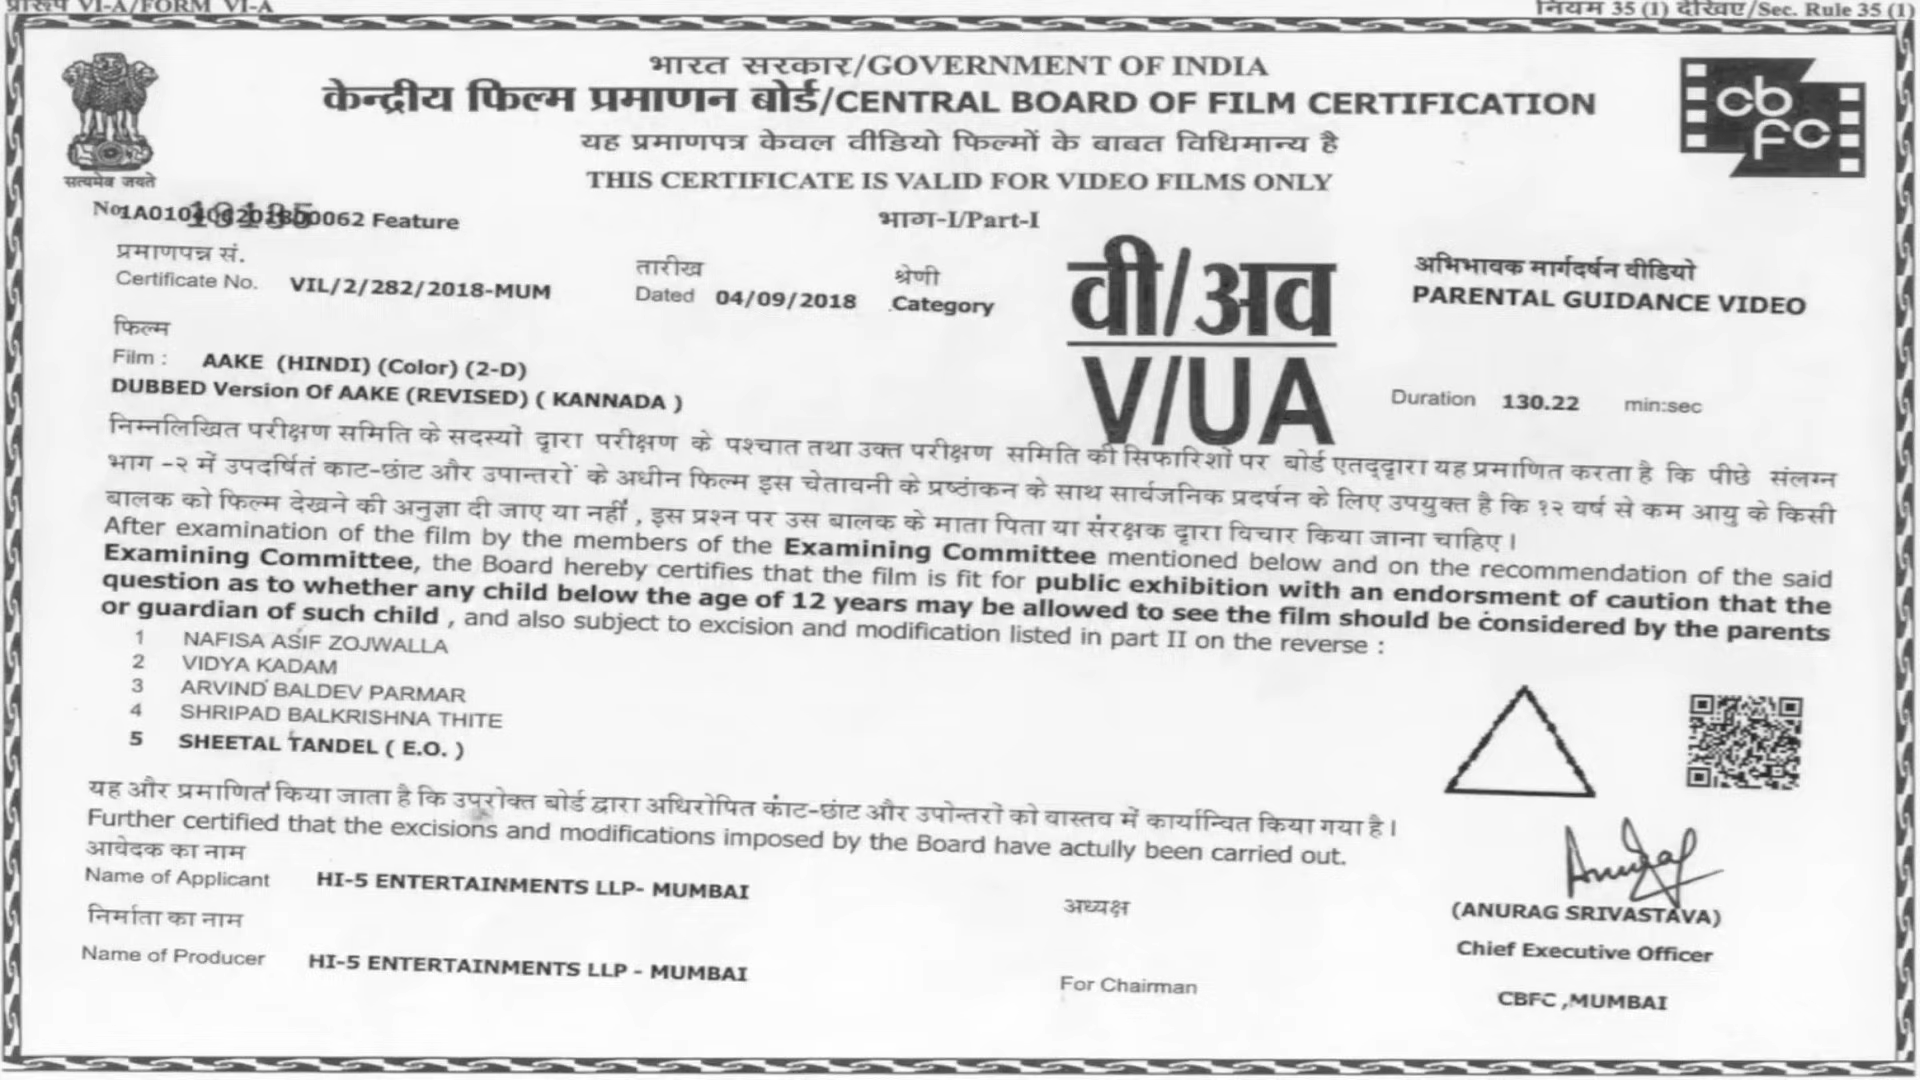 प्रारूप VI-A/FORM VI-A
नियम 35 (1) देखिए/Sec. Rule 35 (1)
भारत सरकार/GOVERNMENT OF INDIA
केन्द्रीय फिल्म प्रमाणन बोर्ड/CENTRAL BOARD OF FILM CERTIFICATION
cbfc
यह प्रमाणपत्र केवल वीडियो फिल्मों के बाबत विधिमान्य है
सत्यमेव जयते
THIS CERTIFICATE IS VALID FOR VIDEO FILMS ONLY
No Feature
भाग-I/Part-I
प्रमाणपत्र सं.
Certificate No. VIL/2/282/2018-MUM
तारीख
Dated 04/09/2018
श्रेणी
Category
वी/अव
V/UA
अभिभावक मार्गदर्षन वीडियो
PARENTAL GUIDANCE VIDEO
फिल्म
Film : AAKE (HINDI) (Color) (2-D)
DUBBED Version Of AAKE (REVISED) ( KANNADA )
Duration 130.22 min:sec
निम्नलिखित परीक्षण समिति के सदस्यों द्वारा परीक्षण के पश्चात तथा उक्त परीक्षण समिति की सिफारिशों पर बोर्ड एतद्द्वारा यह प्रमाणित करता है कि पीछे संलग्न
भाग -२ में उपदर्षितं काट-छांट और उपान्तरों के अधीन फिल्म इस चेतावनी के प्रष्ठांकन के साथ सार्वजनिक प्रदर्षन के लिए उपयुक्त है कि १२ वर्ष से कम आयु के किसी
बालक को फिल्म देखने की अनुज्ञा दी जाए या नहीं , इस प्रश्न पर उस बालक के माता पिता या संरक्षक द्वारा विचार किया जाना चाहिए ।
After examination of the film by the members of the Examining Committee mentioned below and on the recommendation of the said
Examining Committee, the Board hereby certifies that the film is fit for public exhibition with an endorsment of caution that the
question as to whether any child below the age of 12 years may be allowed to see the film should be considered by the parents
or guardian of such child , and also subject to excision and modification listed in part II on the reverse :
1 NAFISA ASIF ZOJWALLA
2 VIDYA KADAM
3 ARVIND BALDEV PARMAR
4 SHRIPAD BALKRISHNA THITE
5 SHEETAL TANDEL ( E.O. )
यह और प्रमाणित किया जाता है कि उपरोक्त बोर्ड द्वारा अधिरोपित कांट-छांट और उपोन्तरों को वास्तव में कार्यान्वित किया गया है ।
Further certified that the excisions and modifications imposed by the Board have actully been carried out.
आवेदक का नाम
Name of Applicant HI-5 ENTERTAINMENTS LLP- MUMBAI
निर्माता का नाम
Name of Producer HI-5 ENTERTAINMENTS LLP - MUMBAI
अध्यक्ष
For Chairman
(ANURAG SRIVASTAVA)
Chief Executive Officer
CBFC ,MUMBAI